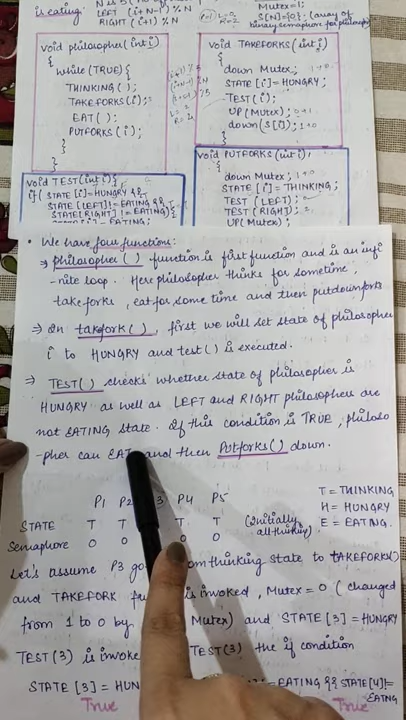 is eating.
LEFT (i+N-1) % N
RIGHT (i+1) % N
Mutex=1;
S[N]={0}; (array of
binary semaphore for philosopher
void philosopher(int i)
{
while(TRUE){
THINKING( );
TAKEFORKS(i);
EAT( );
PUTFORKS(i);
}
}
void TAKEFORKS(int i)
{
down Mutex;
STATE [i] = HUNGRY;
TEST(i);
UP(Mutex);
down(S[i]);
}
void PUTFORKS(int i)
down Mutex;
STATE [i] = THINKING;
TEST (LEFT);
TEST (RIGHT);
UP(Mutex);
void TEST(int i){
if( STATE [i]=HUNGRY &&
STATE [LEFT]!=EATING &&
STATE[RIGHT]!=EATING){
= EATING;
• We have four functions:
⇒ philosopher ( ) function is first function and is an infi
-nite loop. Here philosopher thinks for sometime,
takeforks, eat for some time and then putdownforks
⇒ In takefork( ), first we will set state of philosopher
i to HUNGRY and test( ) is executed.
⇒ TEST( ) checks whether state of philosopher is
HUNGRY as well as LEFT and RIGHT philosophers are
not EATING state. If this condition is TRUE, philoso
-pher can EAT and then Putforks() down.
P1 P2 3 P4 P5
STATE T T T T
Semaphore 0 0 0 0
(initially
all thinking)
T = THINKING
H = HUNGRY
E = EATING.
Let's assume P3 go om thinking state to TAKEFORKS()
and TAKEFORK fu is invoked, Mutex=0 ( changed
from 1 to 0 by Mutex) and STATE [3] = HUNGRY
TEST(3) is invoke TEST(3) the if condition
STATE [3] = HUN = EATING && STATE[4]!=
EATNG
True True